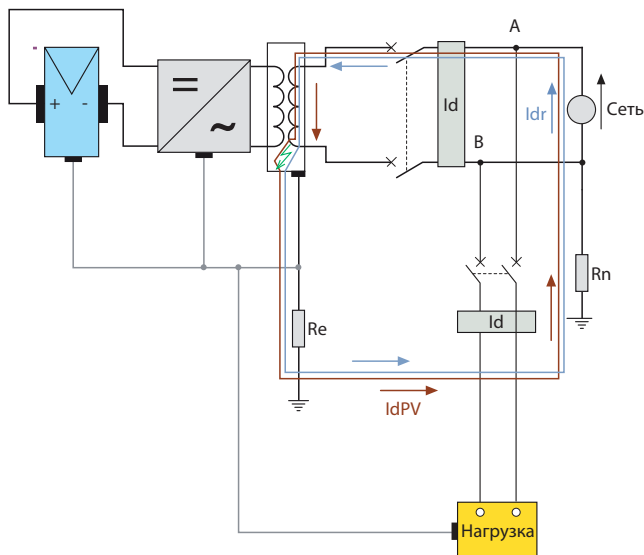 A
-
+
-
=
~
Id
Idr
Сеть
B
Rn
Re
Id
IdPV
Нагрузка